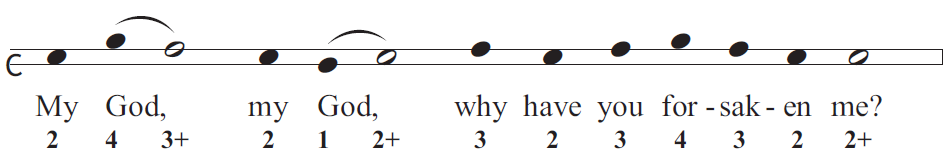 C
My God, my God, why have you for - sak - en me?
2 4 3+ 2 1 2+ 3 2 3 4 3 2 2+